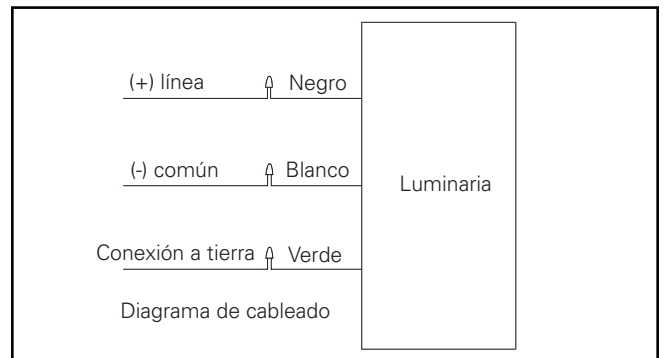 (+) línea Negro
(-) común Blanco
Luminaria
Conexión a tierra Verde
Diagrama de cableado